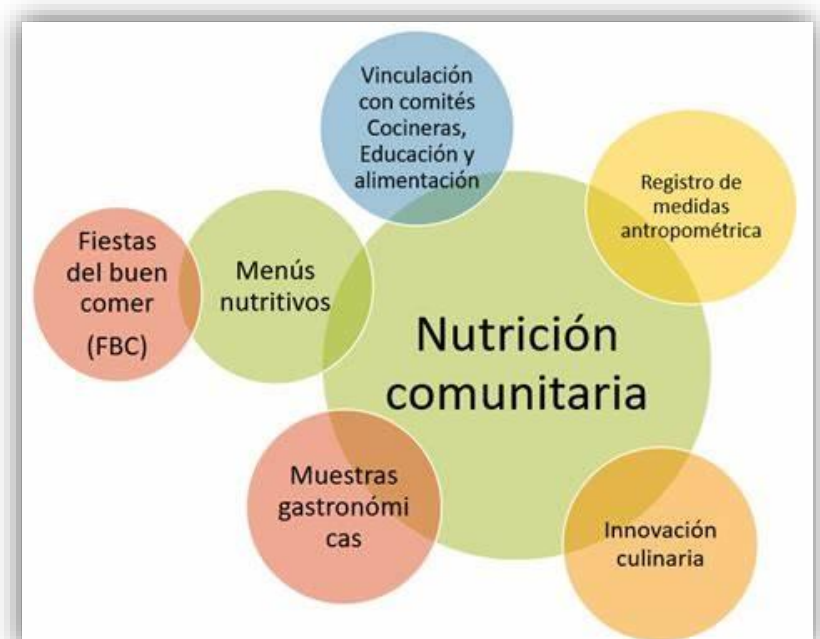 Vinculación
con comités
Cocineras,
Educación y
alimentación
Registro de
medidas
antropométrica
Fiestas
del buen
comer
(FBC)
Menús
nutritivos
Nutrición
comunitaria
Muestras
gastronómi
cas
Innovación
culinaria